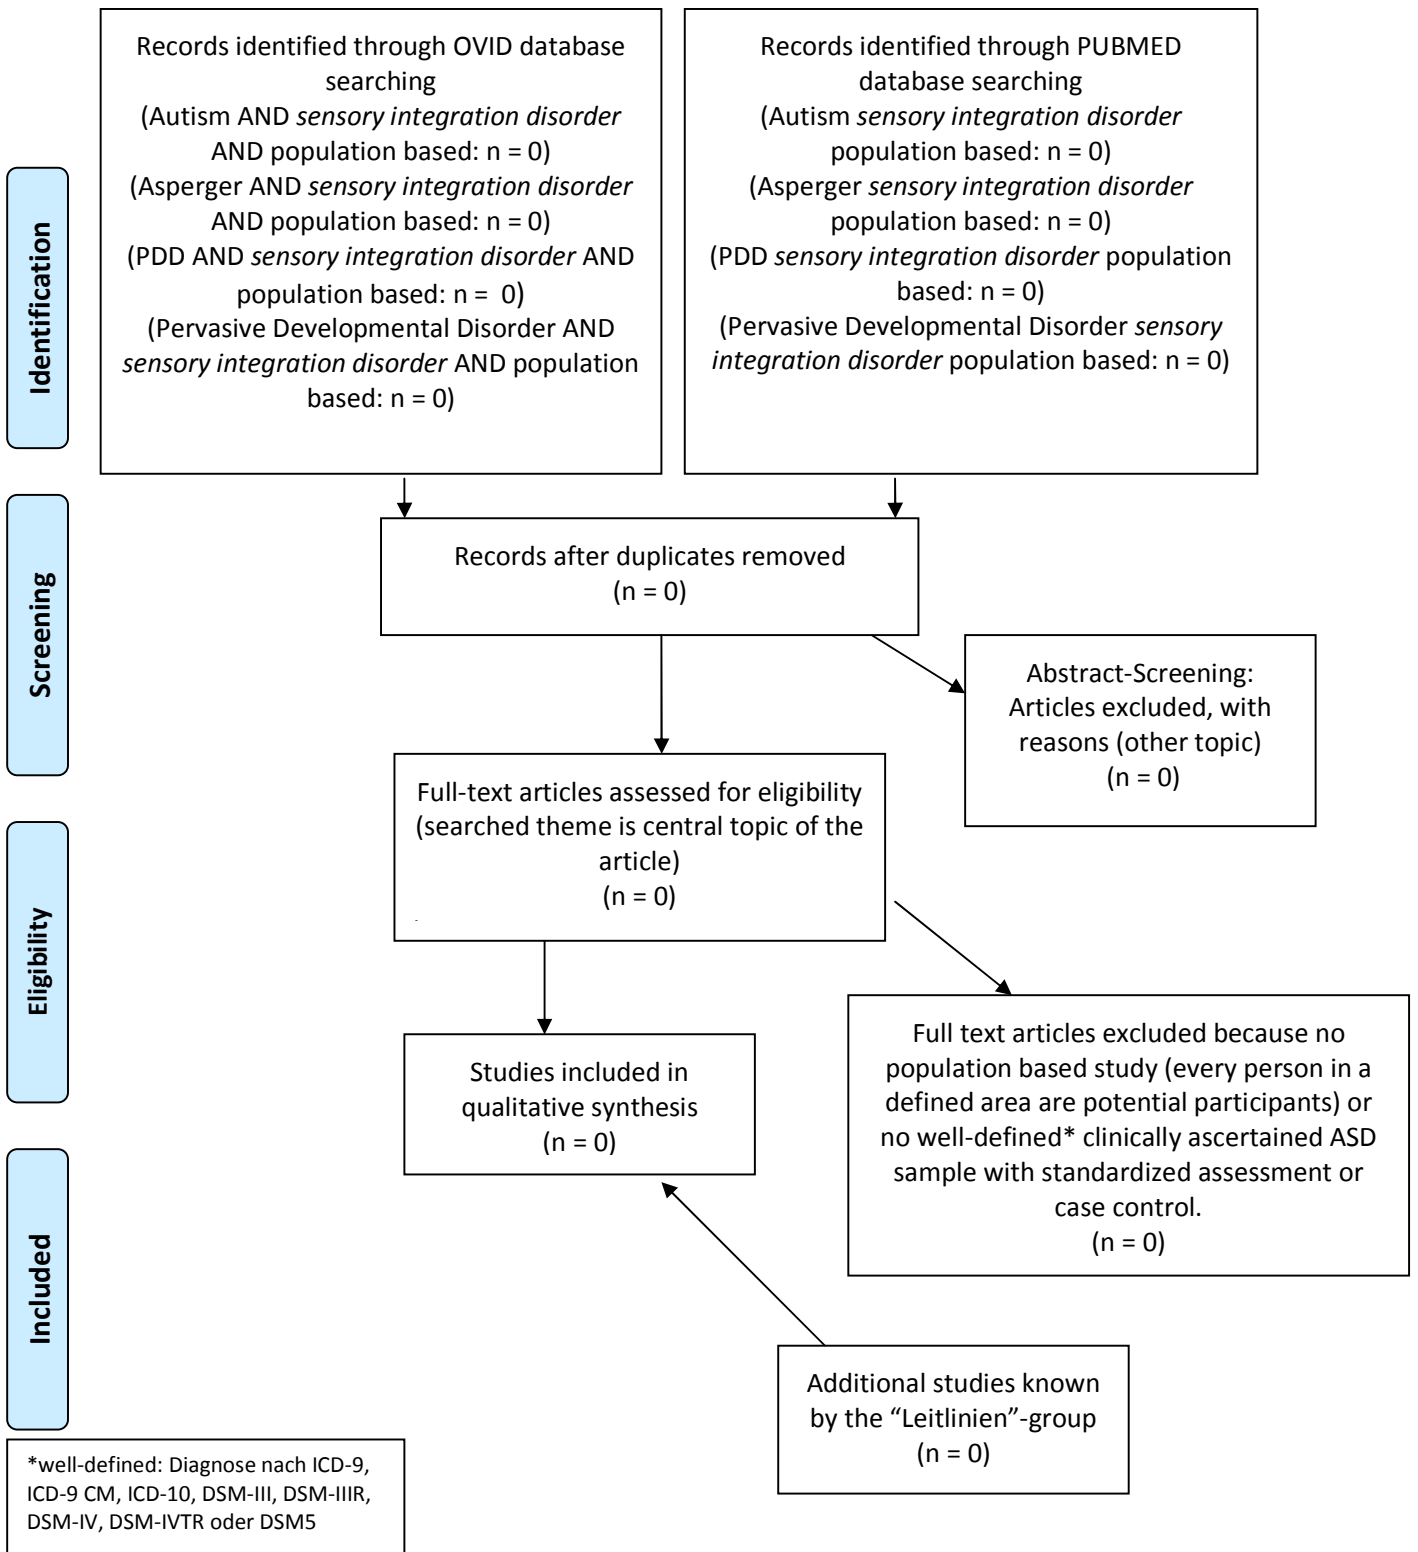 Records identified through OVID database
searching
(Autism AND sensory integration disorder
AND population based: n = 0)
(Asperger AND sensory integration disorder
AND population based: n = 0)
(PDD AND sensory integration disorder AND
population based: n =  0)
(Pervasive Developmental Disorder AND
sensory integration disorder AND population
based: n = 0)
Records identified through PUBMED
database searching
(Autism sensory integration disorder
population based: n = 0)
(Asperger sensory integration disorder
population based: n = 0)
(PDD sensory integration disorder population
based: n = 0)
(Pervasive Developmental Disorder sensory
integration disorder population based: n = 0)
Identification
Records after duplicates removed
(n = 0)
Screening
Abstract-Screening:
Articles excluded, with
reasons (other topic)
(n = 0)
Full-text articles assessed for eligibility
(searched theme is central topic of the
article)
(n = 0)
Eligibility
Studies included in
qualitative synthesis
(n = 0)
Full text articles excluded because no
population based study (every person in a
defined area are potential participants) or
no well-defined* clinically ascertained ASD
sample with standardized assessment or
case control.
(n = 0)
Included
Additional studies known
by the “Leitlinien”-group
(n = 0)
*well-defined: Diagnose nach ICD-9,
ICD-9 CM, ICD-10, DSM-III, DSM-IIIR,
DSM-IV, DSM-IVTR oder DSM5